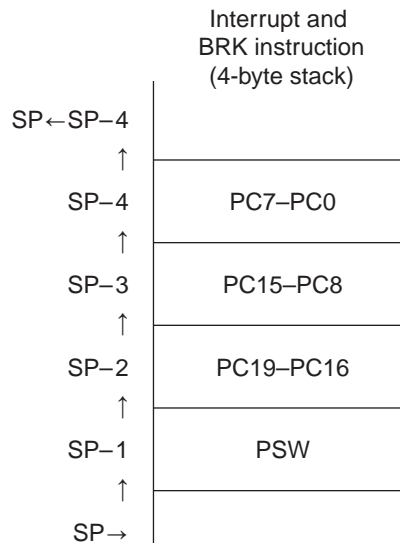 Interrupt and
BRK instruction
(4-byte stack)
SP←SP–4
↑
SP–4 PC7–PC0
↑
SP–3 PC15–PC8
↑
SP–2 PC19–PC16
↑
SP–1 PSW
↑
SP→